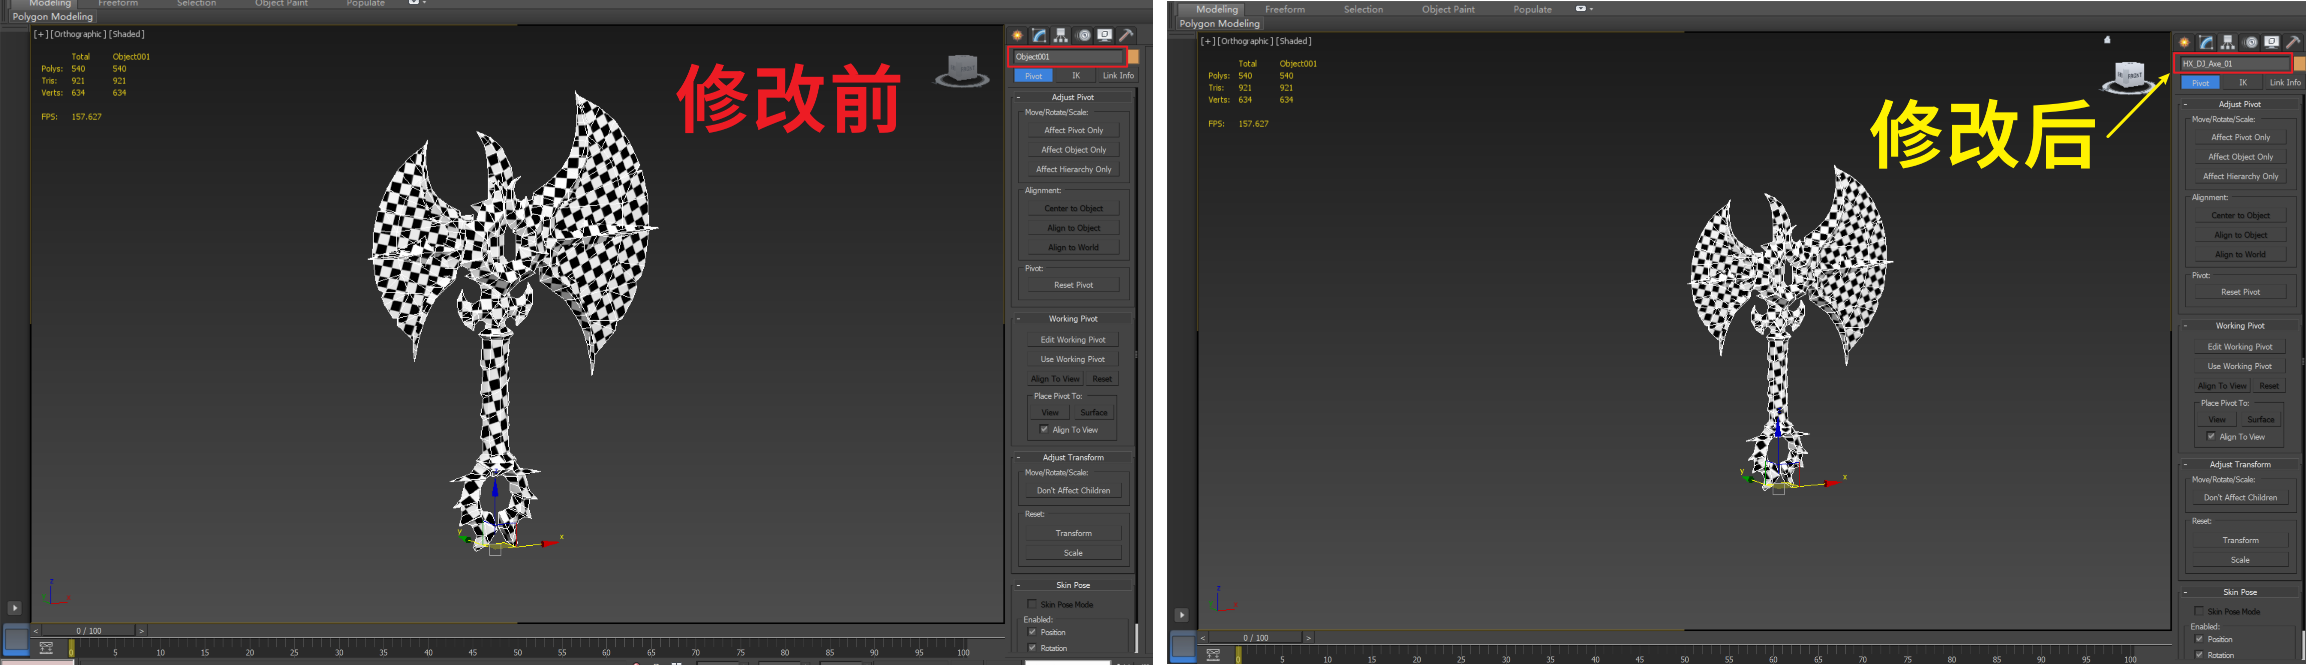 Modeling Freeform Selection Object Paint Populate
Polygon Modeling
[+] [Orthographic] [Shaded]
Total Object001
Polys: 540 540
Tris: 921 921
Verts: 634 634
FPS: 157.627
修改前
Object001
Pivot IK Link Info
- Adjust Pivot
Move/Rotate/Scale:
Affect Pivot Only
Affect Object Only
Affect Hierarchy Only
Alignment:
Center to Object
Align to Object
Align to World
Pivot:
Reset Pivot
- Working Pivot
Edit Working Pivot
Use Working Pivot
Align To View Reset
Place Pivot To:
View Surface
Align To View
- Adjust Transform
Move/Rotate/Scale:
Don't Affect Children
Reset:
Transform
Scale
- Skin Pose
Skin Pose Mode
Enabled:
Position
Rotation
z
y x
< 0 / 100 >
0 5 10 15 20 25 30 35 40 45 50 55 60 65 70 75 80 85 90 95 100
Modeling Freeform Selection Object Paint Populate
Polygon Modeling
[+] [Orthographic] [Shaded]
Total Object001
Polys: 540 540
Tris: 921 921
Verts: 634 634
FPS: 157.627
FRONT
修改后
HX_DJ_Axe_01
Pivot IK Link Info
- Adjust Pivot
Move/Rotate/Scale:
Affect Pivot Only
Affect Object Only
Affect Hierarchy Only
Alignment:
Center to Object
Align to Object
Align to World
Pivot:
Reset Pivot
- Working Pivot
Edit Working Pivot
Use Working Pivot
Align To View Reset
Place Pivot To:
View Surface
Align To View
- Adjust Transform
Move/Rotate/Scale:
Don't Affect Children
Reset:
Transform
Scale
- Skin Pose
Skin Pose Mode
Enabled:
Position
Rotation
y x
z
< 0 / 100 >
0 5 10 15 20 25 30 35 40 45 50 55 60 65 70 75 80 85 90 95 100